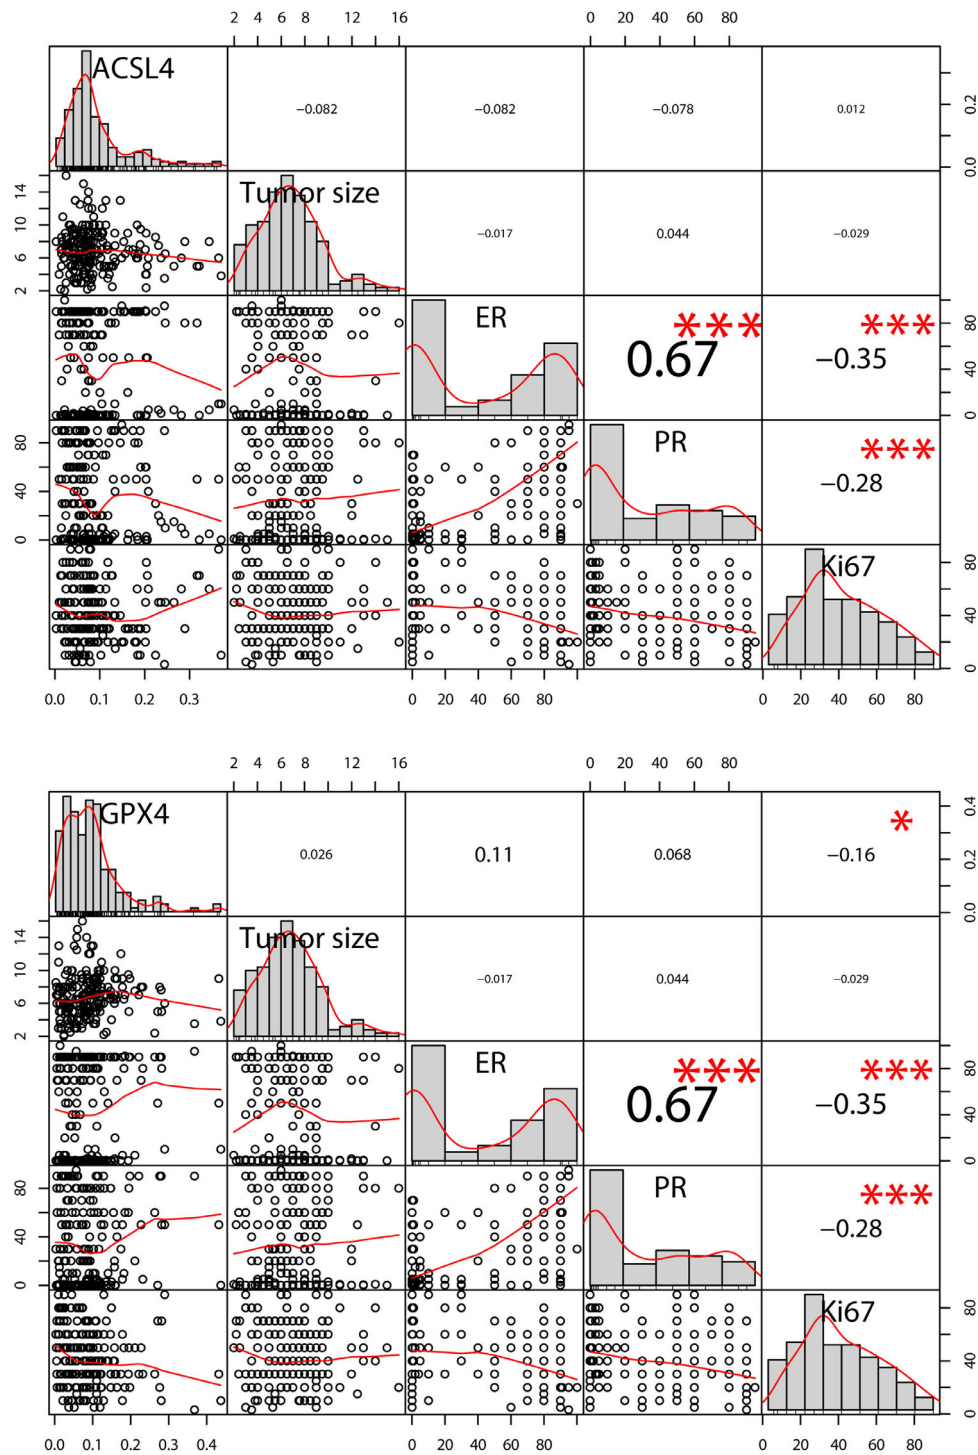 2 4 6 8 12 16 0 20 40 60 80
ACSL4 −0.082 −0.082 −0.078 0.012 0.0 0.2
2 6 10 14 Tumor size −0.017 0.044 −0.029
ER *** 0.67 *** −0.35 0 40 80
0 40 80 PR *** −0.28
Ki67 0 40 80
0.0 0.1 0.2 0.3 0 20 40 60 80 0 20 40 60 80
2 4 6 8 12 16 0 20 40 60 80
GPX4 0.026 0.11 0.068 * −0.16 0.0 0.2 0.4
2 6 10 14 Tumor size −0.017 0.044 −0.029
ER *** 0.67 *** −0.35 0 40 80
0 40 80 PR *** −0.28
Ki67 0 40 80
0.0 0.1 0.2 0.3 0.4 0 20 40 60 80 0 20 40 60 80